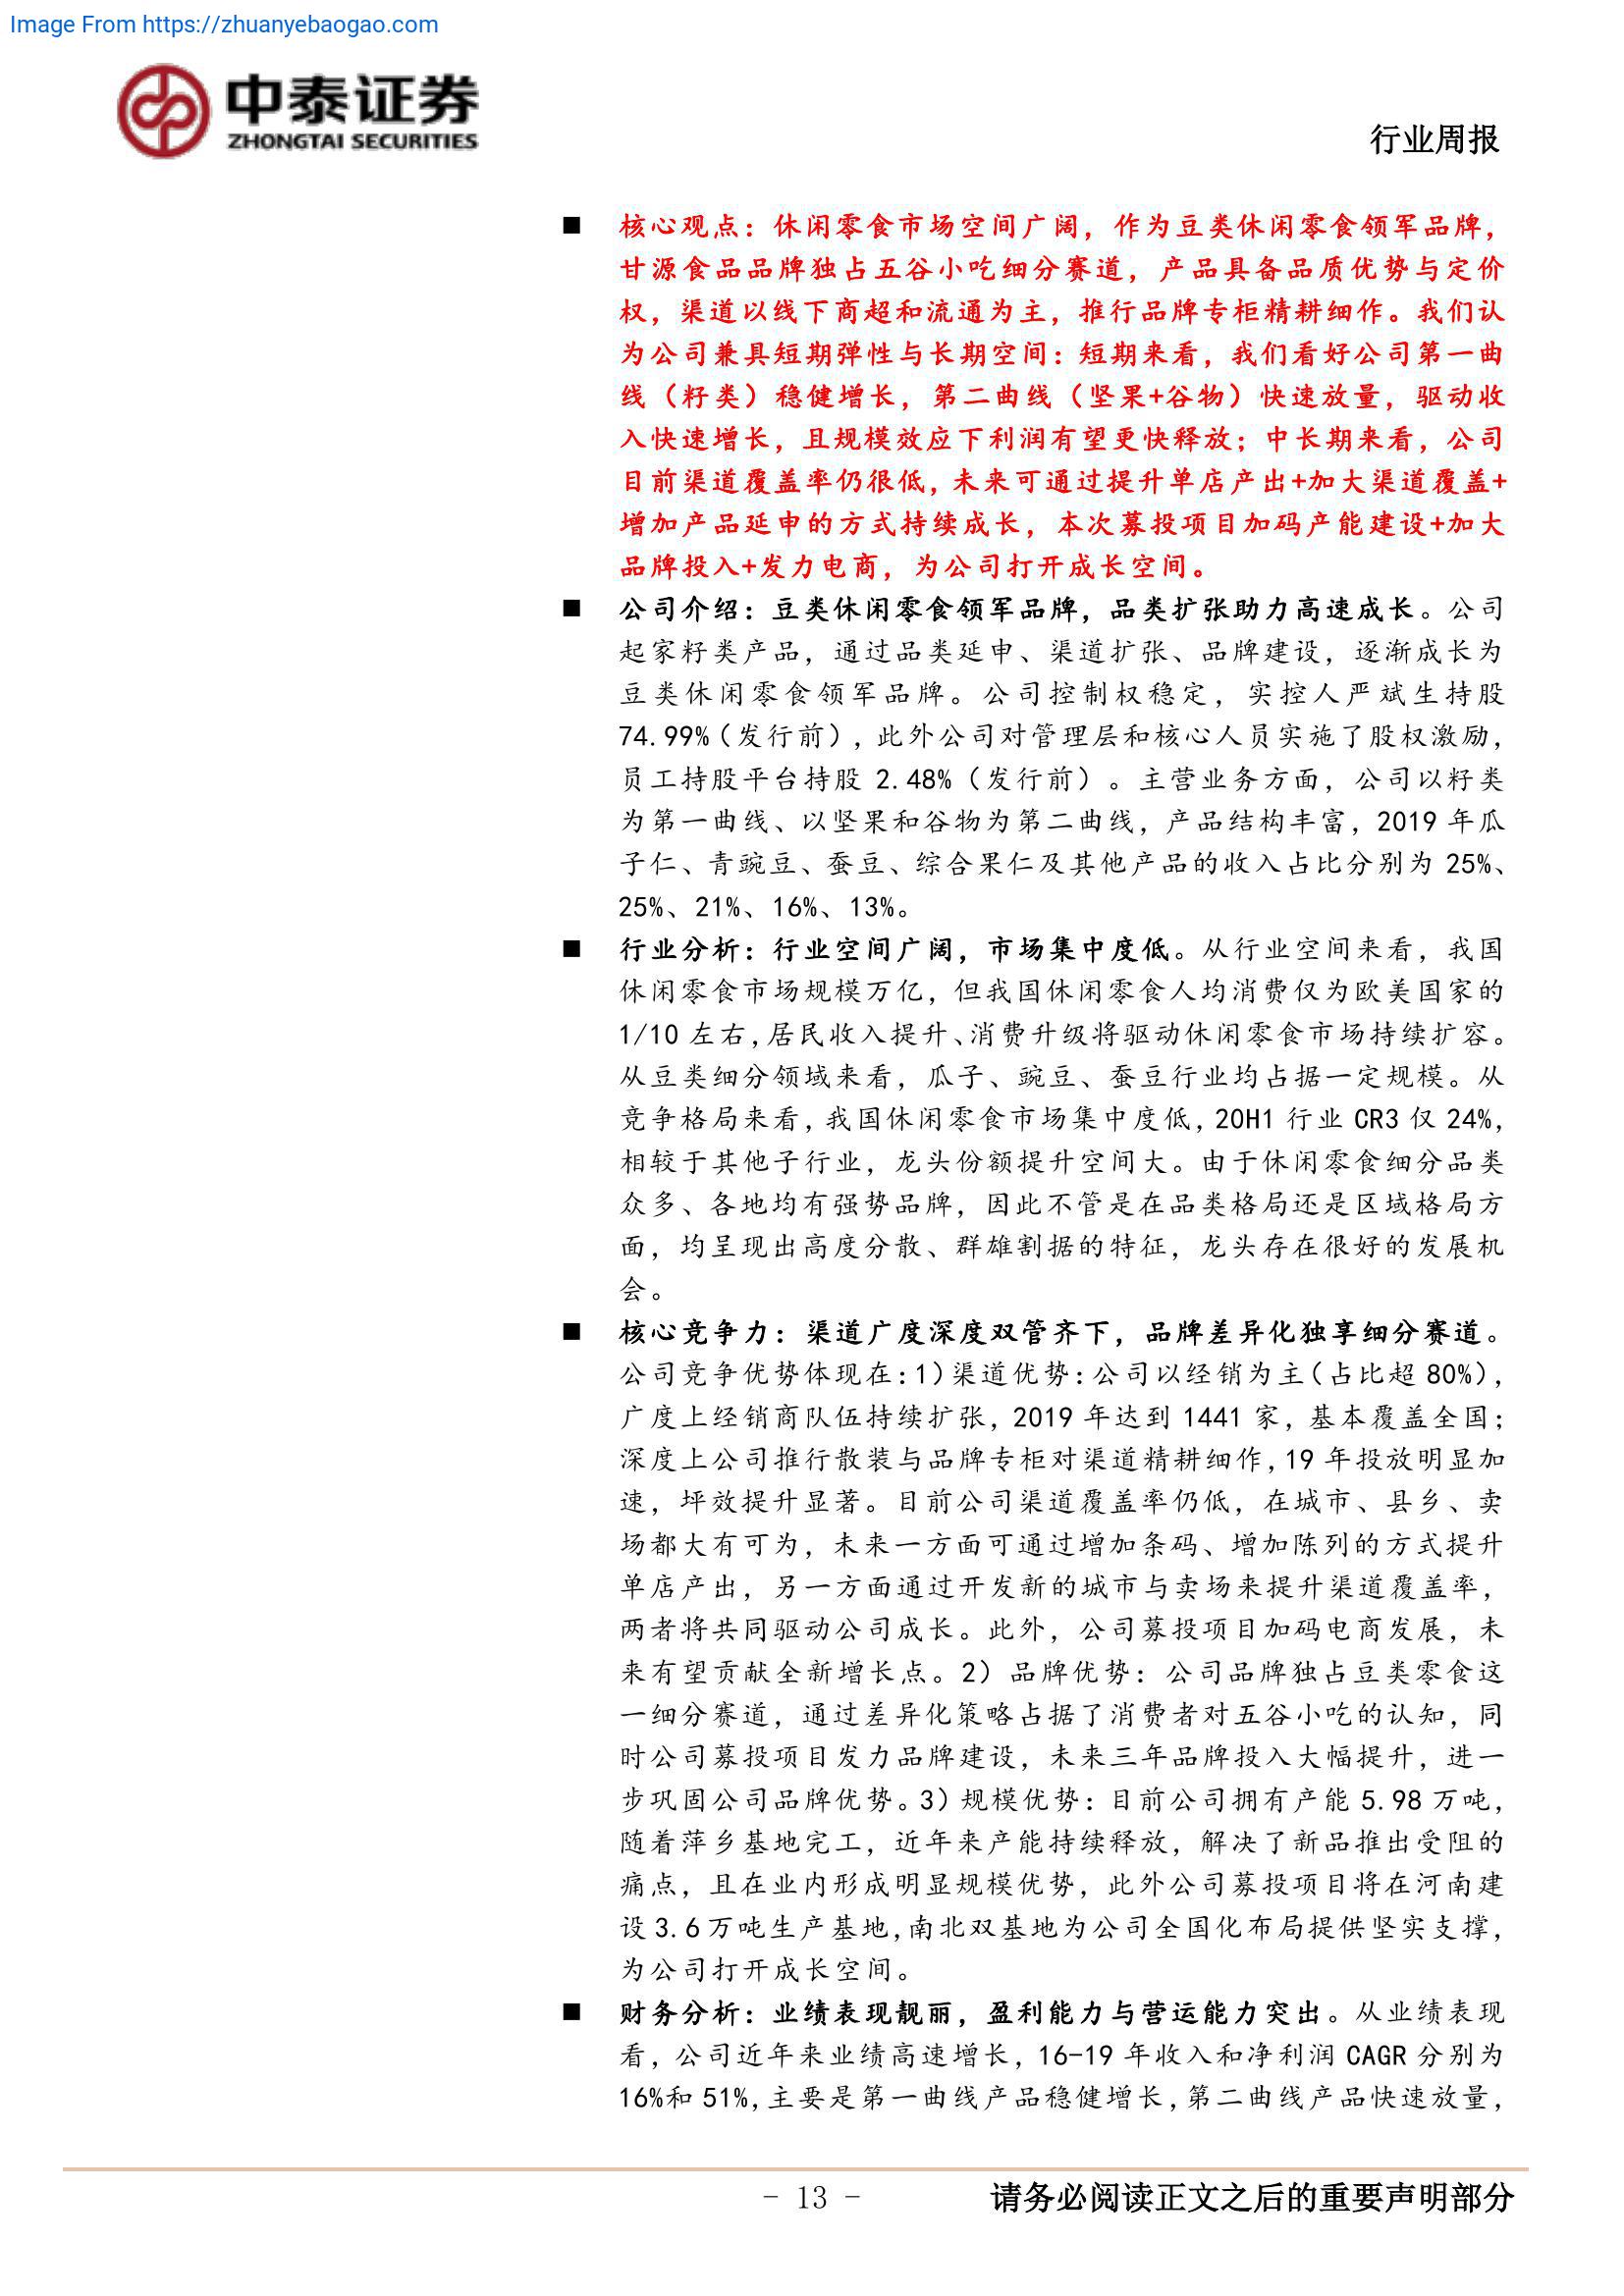 Image From https://zhuanyebaogao.com
中泰证券
ZHONGTAI SECURITIES
行业周报
■ 核心观点：休闲零食市场空间广阔，作为豆类休闲零食领军品牌，
甘源食品品牌独占五谷小吃细分赛道，产品具备品质优势与定价
权，渠道以线下商超和流通为主，推行品牌专柜精耕细作。我们认
为公司兼具短期弹性与长期空间：短期来看，我们看好公司第一曲
线（籽类）稳健增长，第二曲线（坚果+谷物）快速放量，驱动收
入快速增长，且规模效应下利润有望更快释放；中长期来看，公司
目前渠道覆盖率仍很低，未来可通过提升单店产出+加大渠道覆盖+
增加产品延申的方式持续成长，本次募投项目加码产能建设+加大
品牌投入+发力电商，为公司打开成长空间。
■ 公司介绍：豆类休闲零食领军品牌，品类扩张助力高速成长。公司
起家籽类产品，通过品类延申、渠道扩张、品牌建设，逐渐成长为
豆类休闲零食领军品牌。公司控制权稳定，实控人严斌生持股
74.99%（发行前），此外公司对管理层和核心人员实施了股权激励，
员工持股平台持股 2.48%（发行前）。主营业务方面，公司以籽类
为第一曲线、以坚果和谷物为第二曲线，产品结构丰富，2019 年瓜
子仁、青豌豆、蚕豆、综合果仁及其他产品的收入占比分别为 25%、
25%、21%、16%、13%。
■ 行业分析：行业空间广阔，市场集中度低。从行业空间来看，我国
休闲零食市场规模万亿，但我国休闲零食人均消费仅为欧美国家的
1/10 左右，居民收入提升、消费升级将驱动休闲零食市场持续扩容。
从豆类细分领域来看，瓜子、豌豆、蚕豆行业均占据一定规模。从
竞争格局来看，我国休闲零食市场集中度低，20H1 行业 CR3 仅 24%，
相较于其他子行业，龙头份额提升空间大。由于休闲零食细分品类
众多、各地均有强势品牌，因此不管是在品类格局还是区域格局方
面，均呈现出高度分散、群雄割据的特征，龙头存在很好的发展机
会。
■ 核心竞争力：渠道广度深度双管齐下，品牌差异化独享细分赛道。
公司竞争优势体现在：1）渠道优势：公司以经销为主（占比超 80%），
广度上经销商队伍持续扩张，2019 年达到 1441 家，基本覆盖全国；
深度上公司推行散装与品牌专柜对渠道精耕细作，19 年投放明显加
速，坪效提升显著。目前公司渠道覆盖率仍低，在城市、县乡、卖
场都大有可为，未来一方面可通过增加条码、增加陈列的方式提升
单店产出，另一方面通过开发新的城市与卖场来提升渠道覆盖率，
两者将共同驱动公司成长。此外，公司募投项目加码电商发展，未
来有望贡献全新增长点。2）品牌优势：公司品牌独占豆类零食这
一细分赛道，通过差异化策略占据了消费者对五谷小吃的认知，同
时公司募投项目发力品牌建设，未来三年品牌投入大幅提升，进一
步巩固公司品牌优势。3）规模优势：目前公司拥有产能 5.98 万吨，
随着萍乡基地完工，近年来产能持续释放，解决了新品推出受阻的
痛点，且在业内形成明显规模优势，此外公司募投项目将在河南建
设 3.6 万吨生产基地，南北双基地为公司全国化布局提供坚实支撑，
为公司打开成长空间。
■ 财务分析：业绩表现靓丽，盈利能力与营运能力突出。从业绩表现
看，公司近年来业绩高速增长，16-19 年收入和净利润 CAGR 分别为
16%和 51%，主要是第一曲线产品稳健增长，第二曲线产品快速放量，
- 13 -
请务必阅读正文之后的重要声明部分